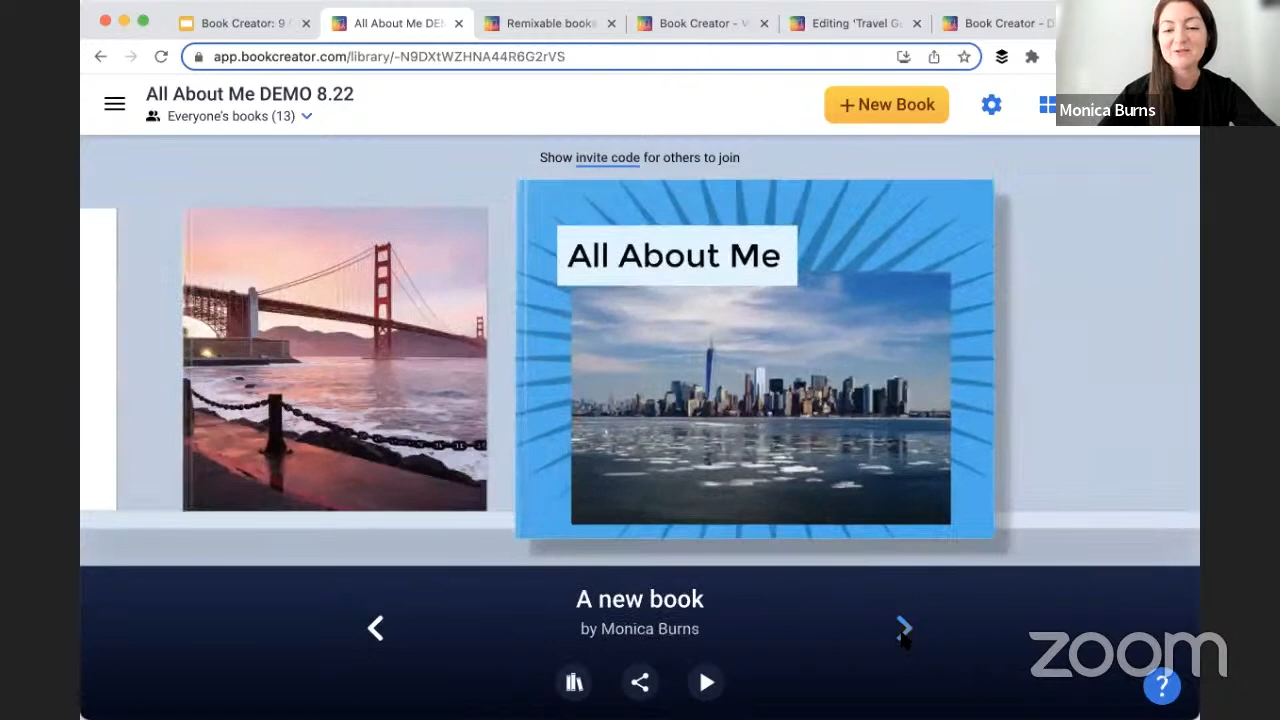 Book Creator: 9
All About Me DE
Remixable books
Book Creator - V
Editing 'Travel G
Book Creator - D
app.bookcreator.com/library/-N9DXtWZHNA44R6G2rVS
All About Me DEMO 8.22
Everyone's books (13)
+ New Book
Monica Burns
Show invite code for others to join
All About Me
A new book
by Monica Burns
zoom
?